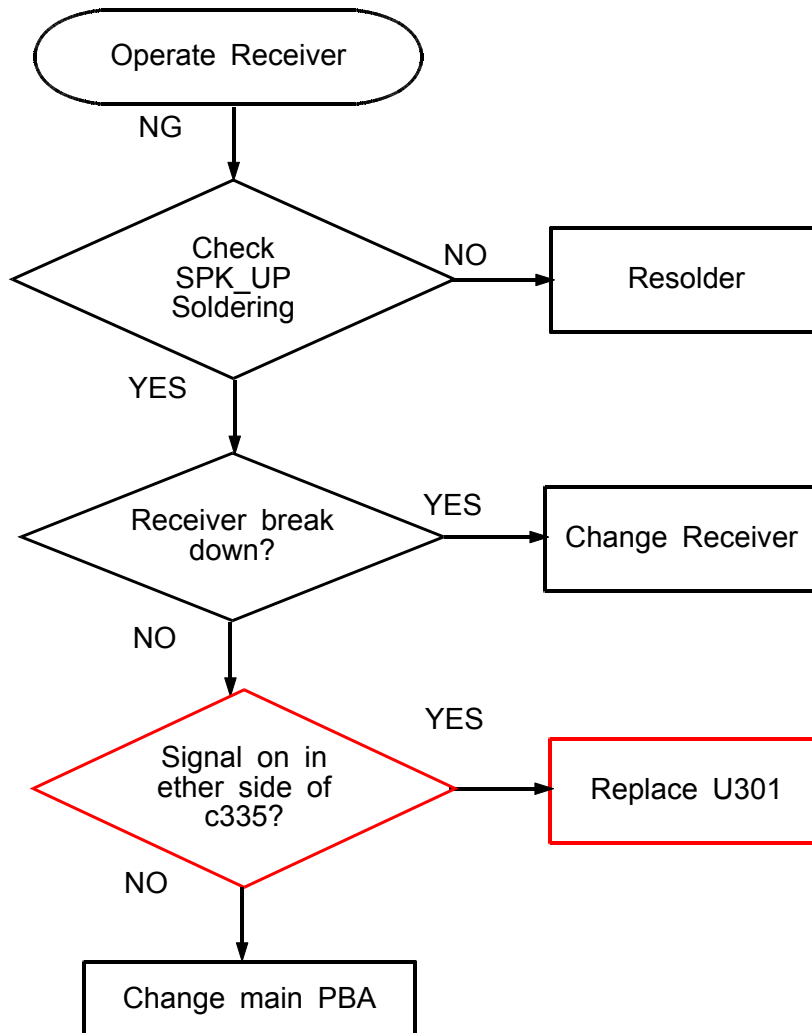 Operate Receiver
NG
Check
SPK_UP
Soldering
NO
Resolder
YES
Receiver break
down?
YES
Change Receiver
NO
Signal on in
ether side of
c335?
YES
Replace U301
NO
Change main PBA